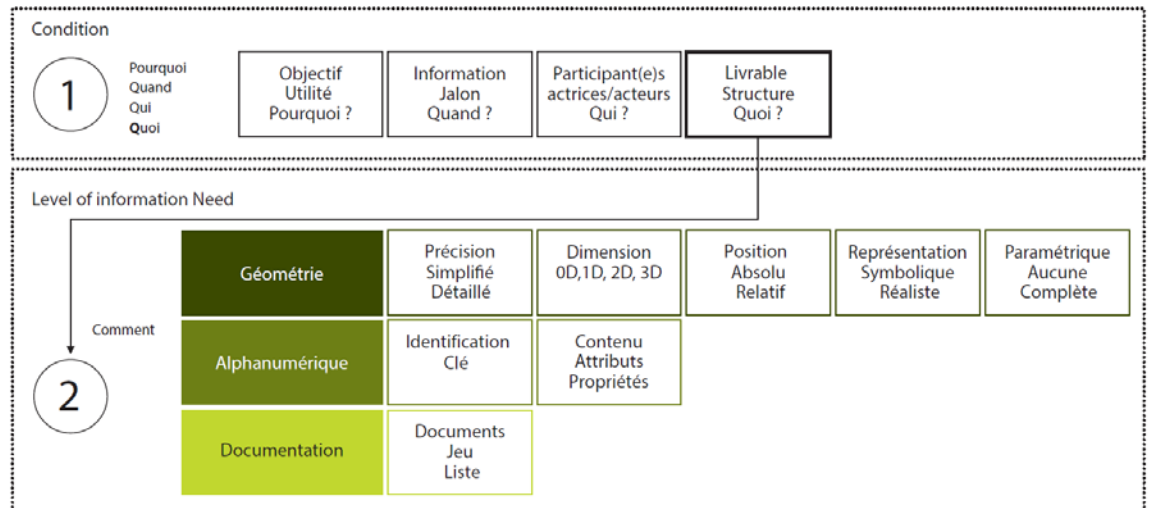 Condition
1
Pourquoi
Quand
Qui
Quoi
Objectif
Utilité
Pourquoi ?
Information
Jalon
Quand ?
Participant(e)s
actrices/acteurs
Qui ?
Livrable
Structure
Quoi ?
Level of information Need
Comment
2
Géométrie
Précision
Simplifié
Détaillé
Dimension
0D,1D, 2D, 3D
Position
Absolu
Relatif
Représentation
Symbolique
Réaliste
Paramétrique
Aucune
Complète
Alphanumérique
Identification
Clé
Contenu
Attributs
Propriétés
Documentation
Documents
Jeu
Liste